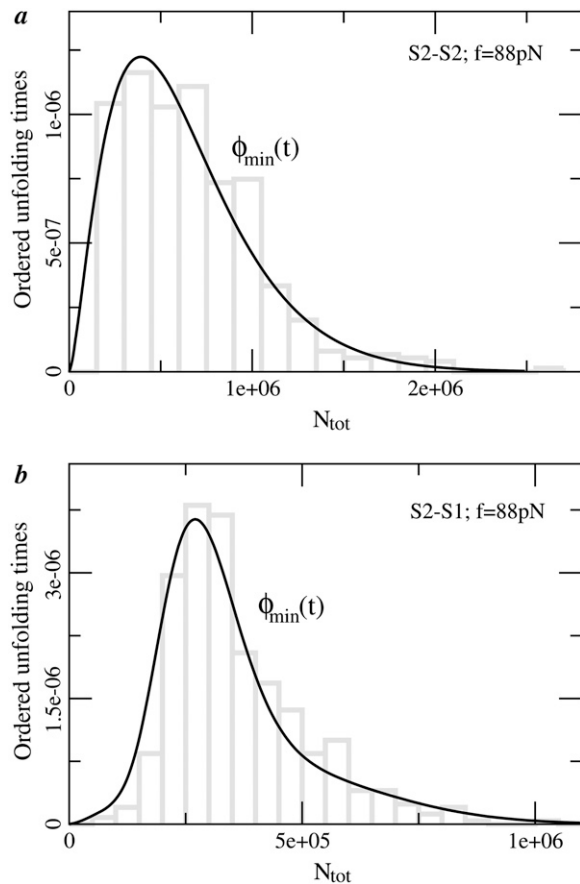 a
S2-S2; f=88pN
Ordered unfolding times
1e-06
5e-07
0
ϕmin(t)
0
1e+06
2e+06
Ntot
b
S2-S1; f=88pN
Ordered unfolding times
3e-06
1.5e-06
0
ϕmin(t)
0
5e+05
1e+06
Ntot